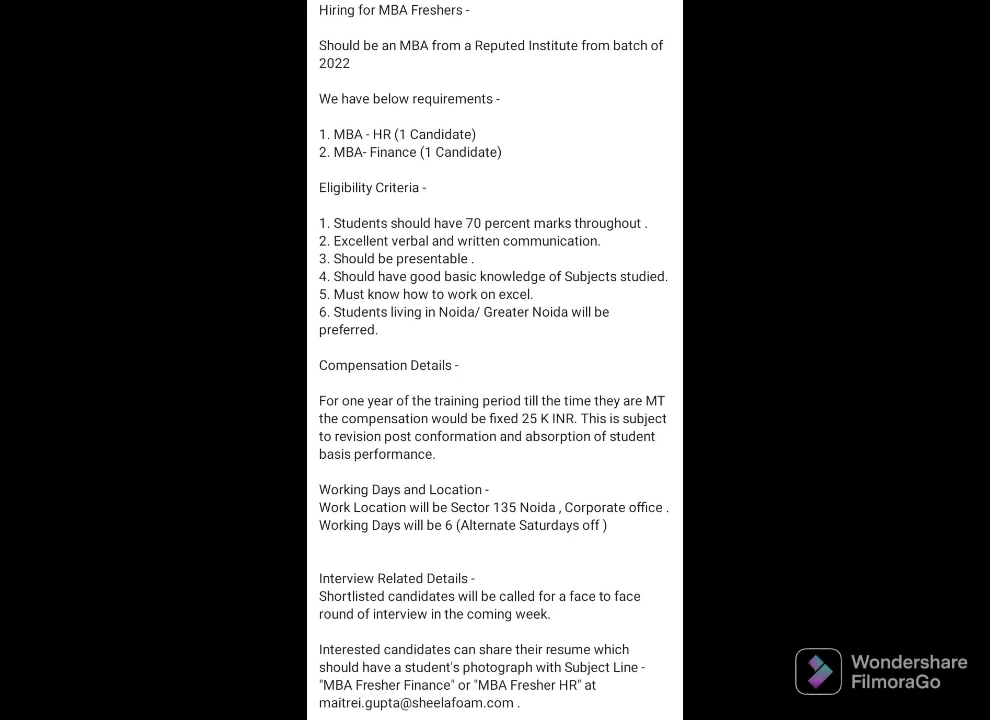 Hiring for MBA Freshers -
Should be an MBA from a Reputed Institute from batch of
2022
We have below requirements -
1. MBA - HR (1 Candidate)
2. MBA- Finance (1 Candidate)
Eligibility Criteria -
1. Students should have 70 percent marks throughout .
2. Excellent verbal and written communication.
3. Should be presentable .
4. Should have good basic knowledge of Subjects studied.
5. Must know how to work on excel.
6. Students living in Noida/ Greater Noida will be
preferred.
Compensation Details -
For one year of the training period till the time they are MT
the compensation would be fixed 25 K INR. This is subject
to revision post conformation and absorption of student
basis performance.
Working Days and Location -
Work Location will be Sector 135 Noida , Corporate office .
Working Days will be 6 (Alternate Saturdays off )
Interview Related Details -
Shortlisted candidates will be called for a face to face
round of interview in the coming week.
Interested candidates can share their resume which
should have a student's photograph with Subject Line -
"MBA Fresher Finance" or "MBA Fresher HR" at
maitrei.gupta@sheelafoam.com .
Wondershare
FilmoraGo